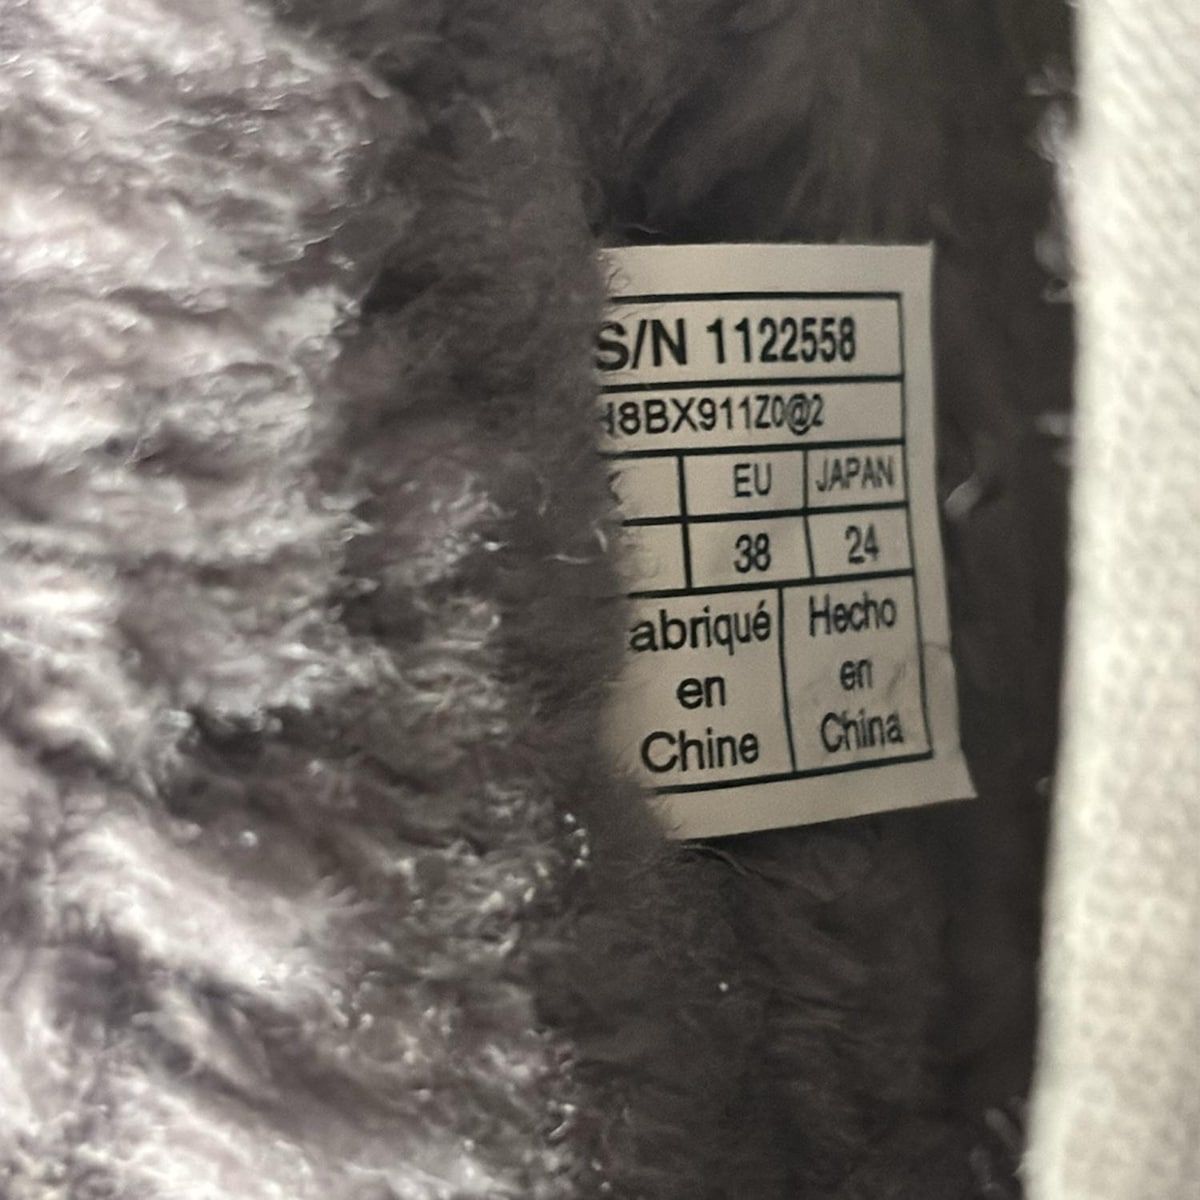 S/N 1122558
H8BX911Z0@2
EU JAPAN
38 24
abriqué
en
Chine
Hecho
en
China